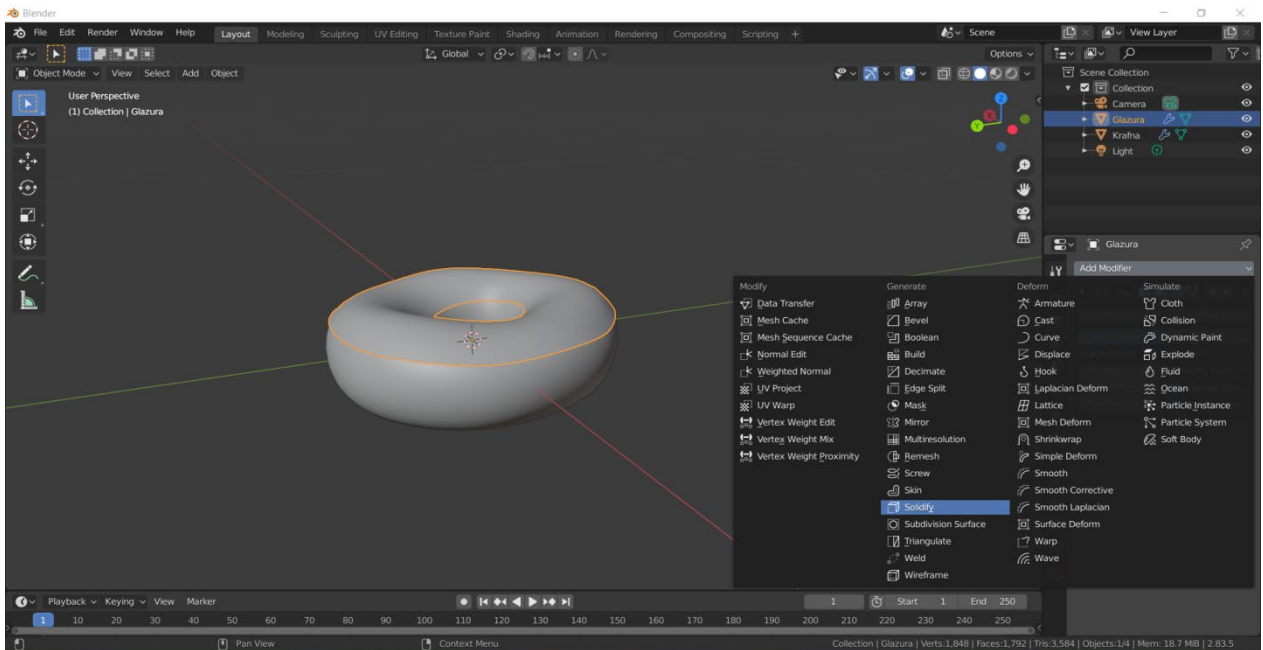 Blender
File Edit Render Window Help Layout Modeling Sculpting UV Editing Texture Paint Shading Animation Rendering Compositing Scripting + Scene View Layer
Global Options
Object Mode View Select Add Object
User Perspective
(1) Collection | Glazura
Z
Y
X
Scene Collection
Collection
Camera
Glazura
Krafna
Light
Glazura
Add Modifier
Modify Generate Deform Simulate
Data Transfer Array Armature Cloth
Mesh Cache Bevel Cast Collision
Mesh Sequence Cache Boolean Curve Dynamic Paint
Normal Edit Build Displace Explode
Weighted Normal Decimate Hook Fluid
UV Project Edge Split Laplacian Deform Ocean
UV Warp Mask Lattice Particle Instance
Vertex Weight Edit Mirror Mesh Deform Particle System
Vertex Weight Mix Multiresolution Shrinkwrap Soft Body
Vertex Weight Proximity Remesh Simple Deform
Screw Smooth
Skin Smooth Corrective
Solidify Smooth Laplacian
Subdivision Surface Surface Deform
Triangulate Warp
Weld Wave
Wireframe
Playback Keying View Marker 1 Start 1 End 250
1 10 20 30 40 50 60 70 80 90 100 110 120 130 140 150 160 170 180 190 200 210 220 230 240 250
Pan View Context Menu Collection | Glazura | Verts:1,848 | Faces:1,792 | Tris:3,584 | Objects:1/4 | Mem: 18.7 MiB | 2.83.5